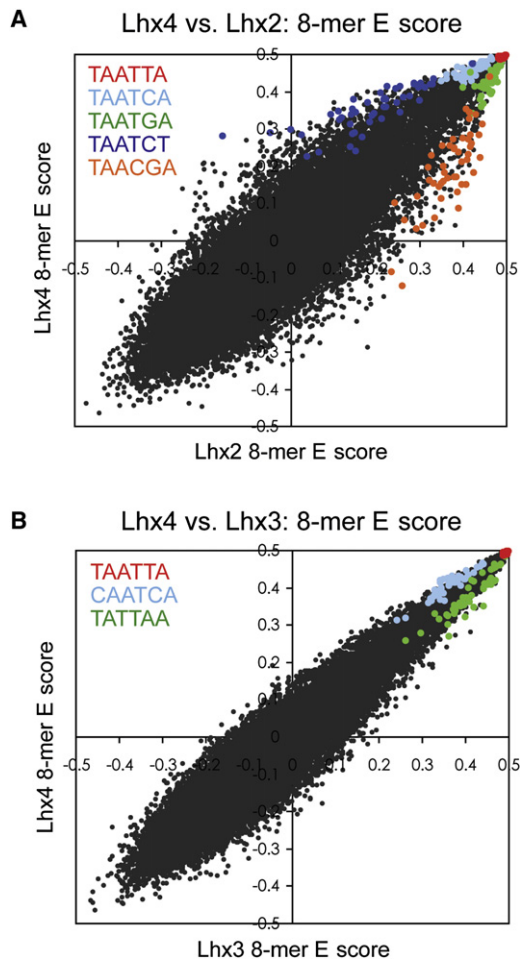 A
Lhx4 vs. Lhx2: 8-mer E score
TAATTA
TAATCA
TAATGA
TAATCT
TAACGA
0.5
0.4
0.3
0.1
0
-0.5 -0.4 -0.3 -0.2 -0.1 0 0.1 0.2 0.3 0.4 0.5
-0.1
-0.2
-0.3
-0.4
-0.5
Lhx4 8-mer E score
Lhx2 8-mer E score
B
Lhx4 vs. Lhx3: 8-mer E score
TAATTA
CAATCA
TATTAA
0.5
0.4
0.3
0.2
0.1
0
-0.5 -0.4 -0.3 -0.2 -0.1 0 0.1 0.2 0.3 0.4 0.5
-0.1
-0.2
-0.3
-0.4
-0.5
Lhx4 8-mer E score
Lhx3 8-mer E score